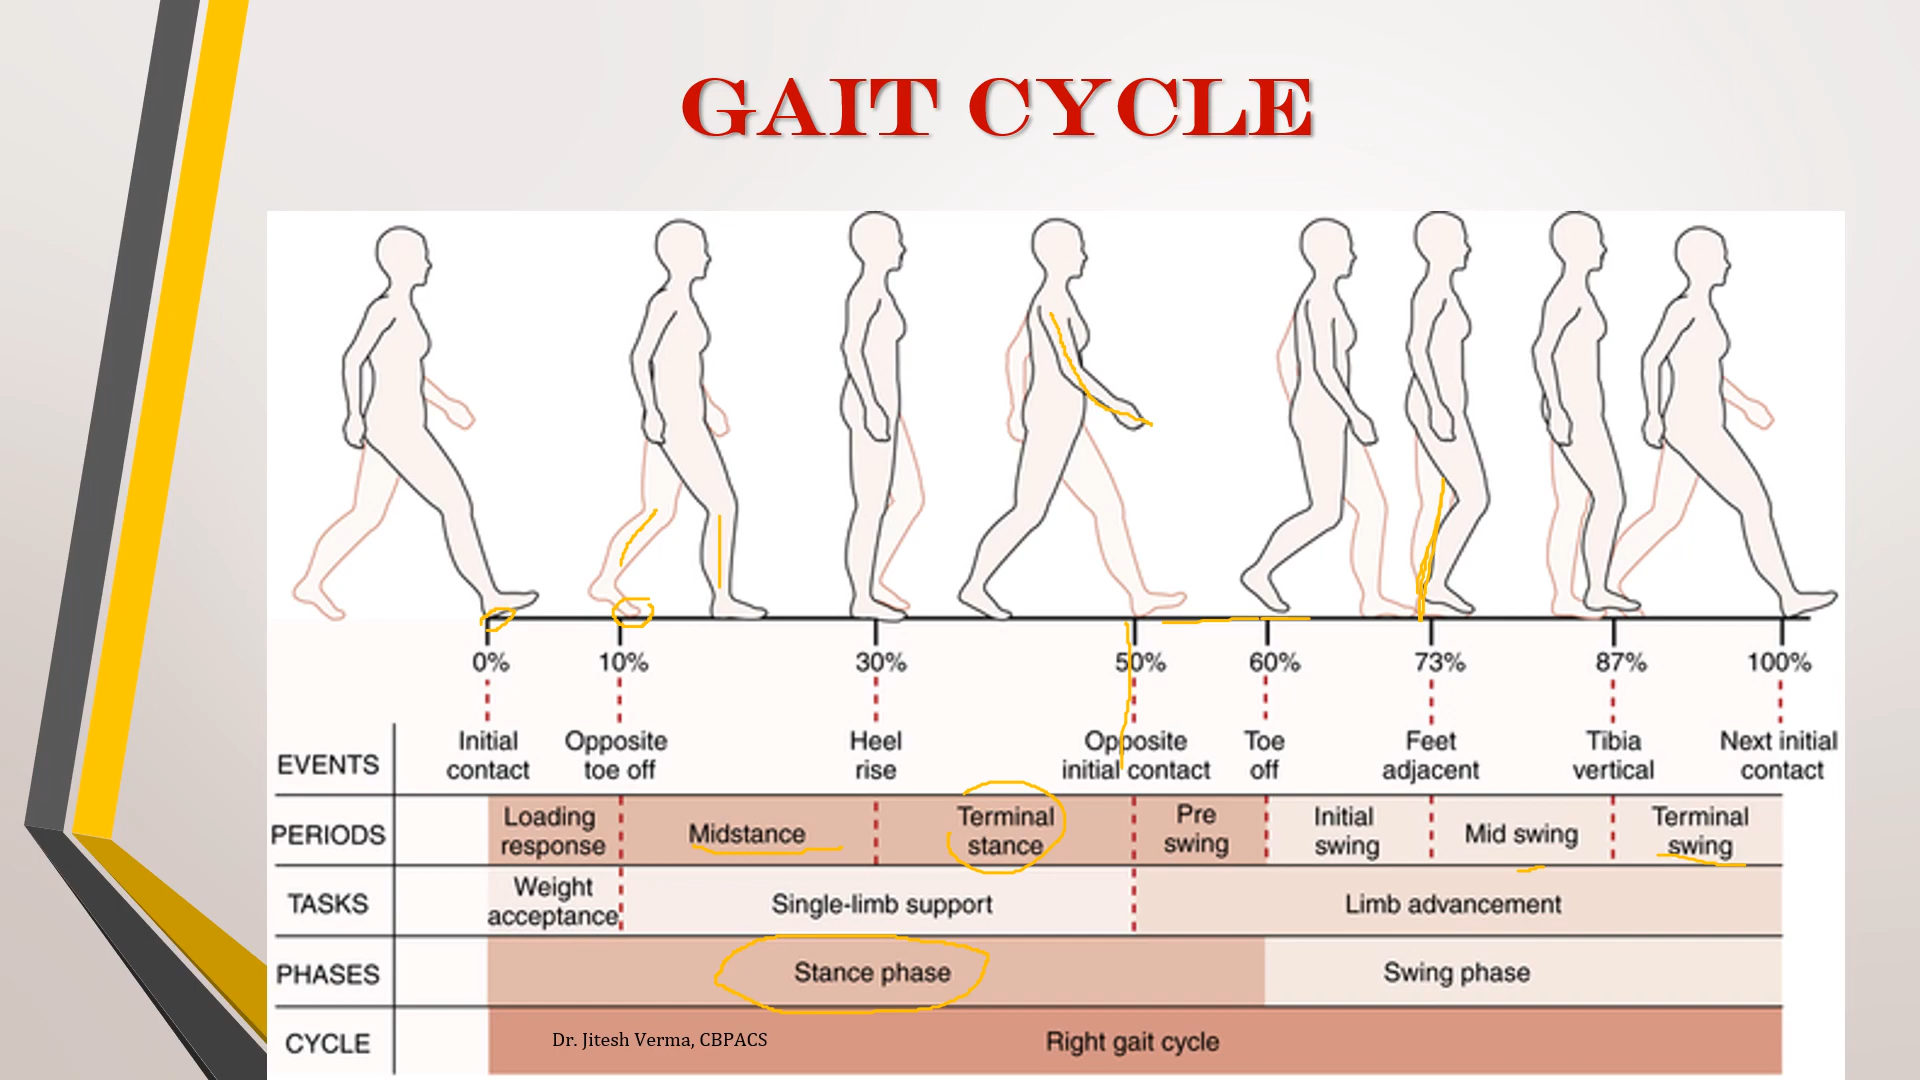 GAIT CYCLE
0% 10% 30% 50% 60% 73% 87% 100%
EVENTS
Initial
contact
Opposite
toe off
Heel
rise
Opposite
initial contact
Toe
off
Feet
adjacent
Tibia
vertical
Next initial
contact
PERIODS
Loading
response
Midstance
Terminal
stance
Pre
swing
Initial
swing
Mid swing
Terminal
swing
TASKS
Weight
acceptance
Single-limb support
Limb advancement
PHASES
Stance phase
Swing phase
CYCLE
Dr. Jitesh Verma, CBPACS
Right gait cycle